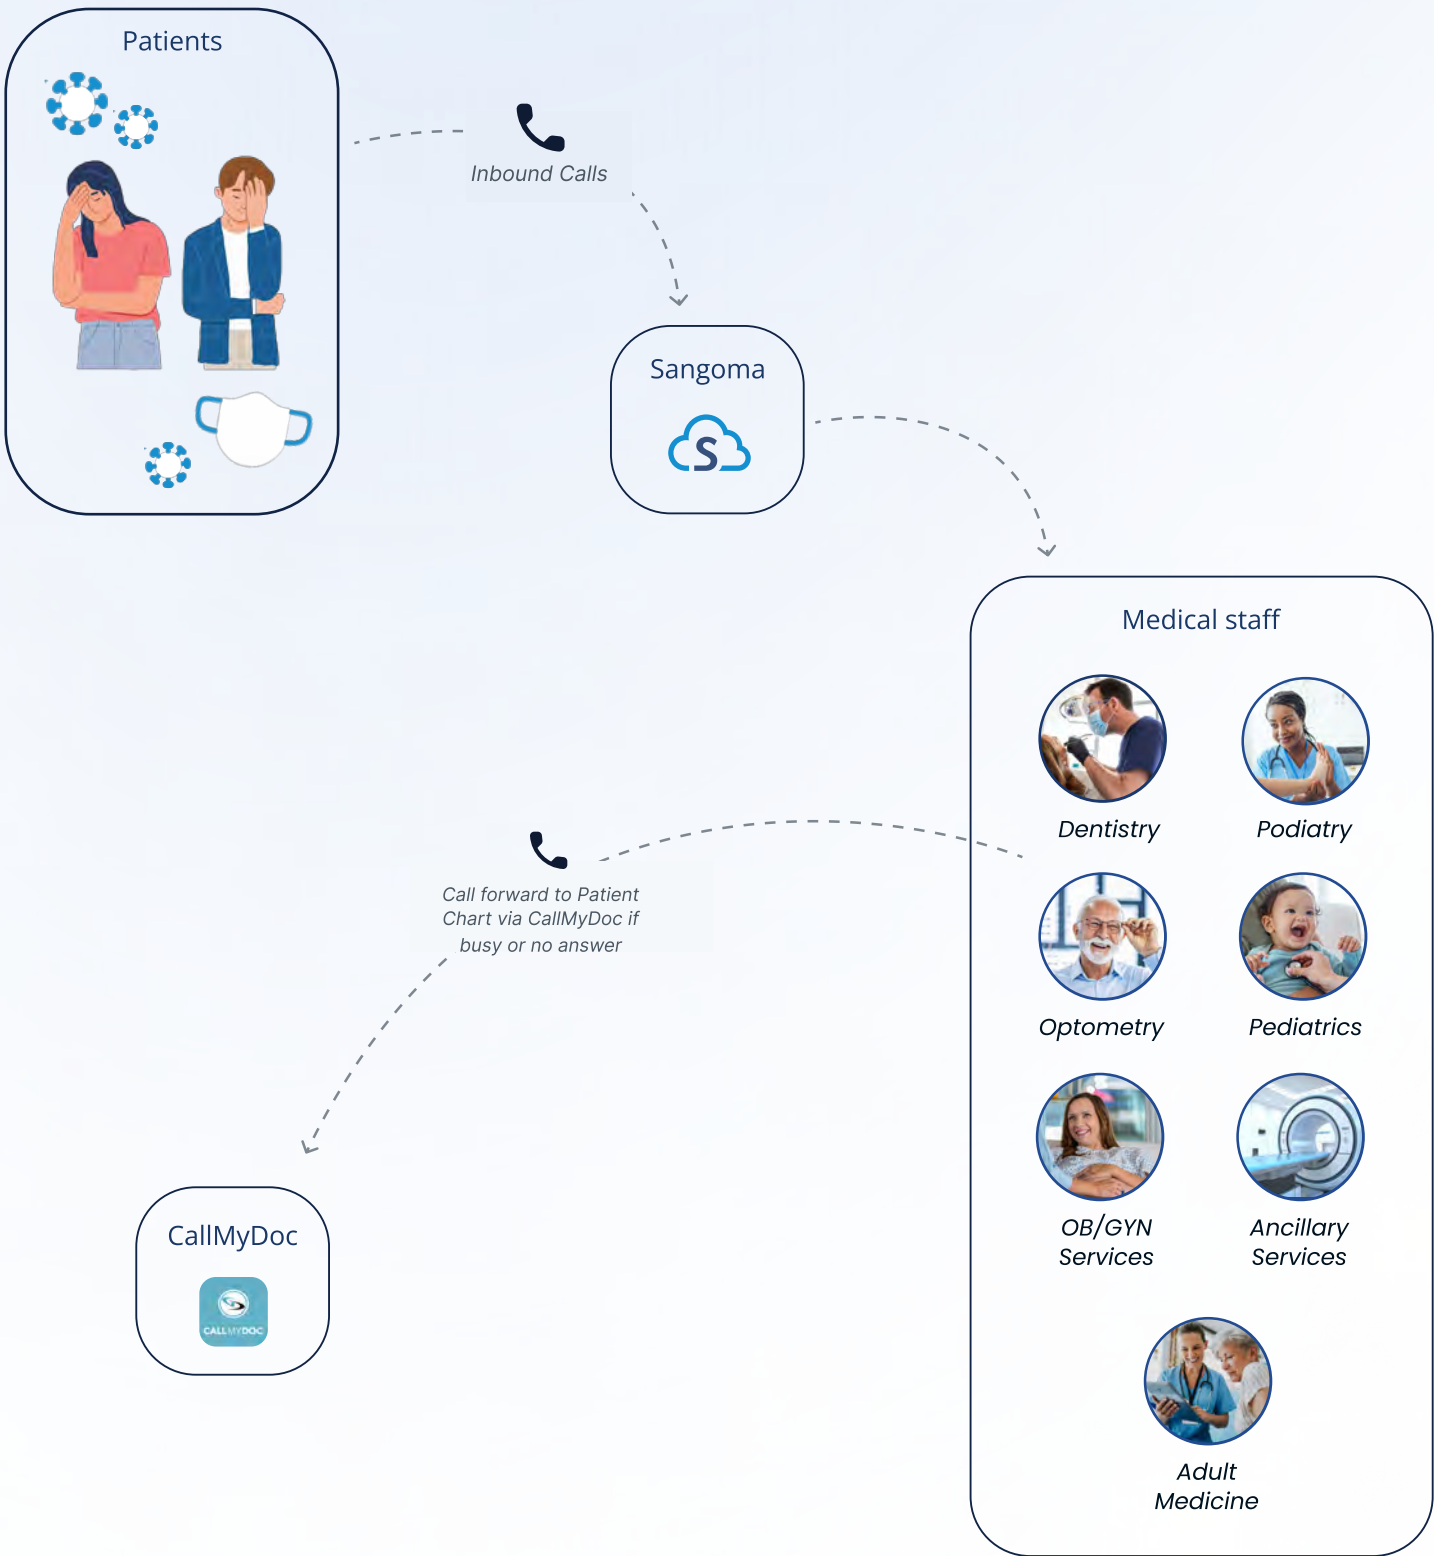 Patients
Inbound Calls
Sangoma
S
Medical staff
Dentistry
Podiatry
Call forward to Patient
Chart via CallMyDoc if
busy or no answer
Optometry
Pediatrics
OB/GYN
Services
Ancillary
Services
CallMyDoc
CALLMYDOC
Adult
Medicine